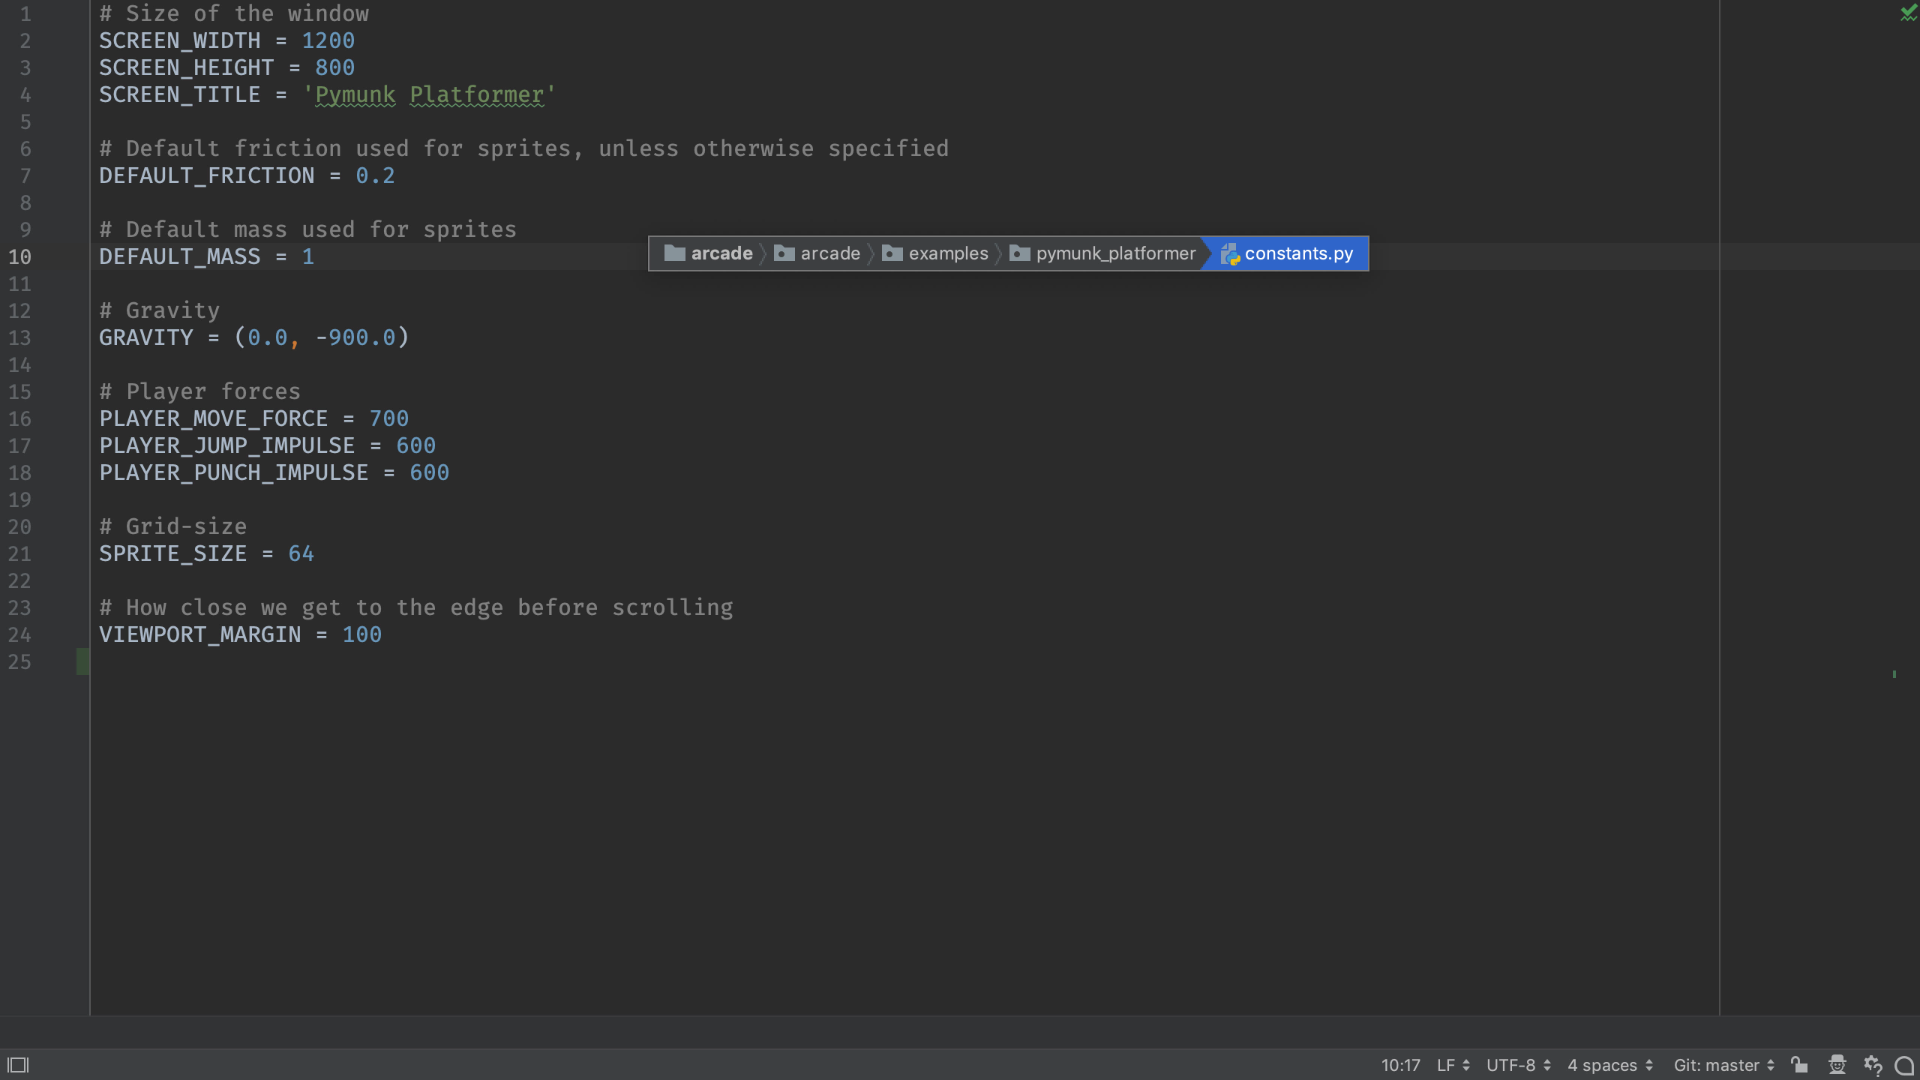 1 # Size of the window
2 SCREEN_WIDTH = 1200
3 SCREEN_HEIGHT = 800
4 SCREEN_TITLE = 'Pymunk Platformer'
5
6 # Default friction used for sprites, unless otherwise specified
7 DEFAULT_FRICTION = 0.2
8
9 # Default mass used for sprites
10 DEFAULT_MASS = 1
arcade arcade examples pymunk_platformer constants.py
11
12 # Gravity
13 GRAVITY = (0.0, -900.0)
14
15 # Player forces
16 PLAYER_MOVE_FORCE = 700
17 PLAYER_JUMP_IMPULSE = 600
18 PLAYER_PUNCH_IMPULSE = 600
19
20 # Grid-size
21 SPRITE_SIZE = 64
22
23 # How close we get to the edge before scrolling
24 VIEWPORT_MARGIN = 100
25
10:17 LF UTF-8 4 spaces Git: master